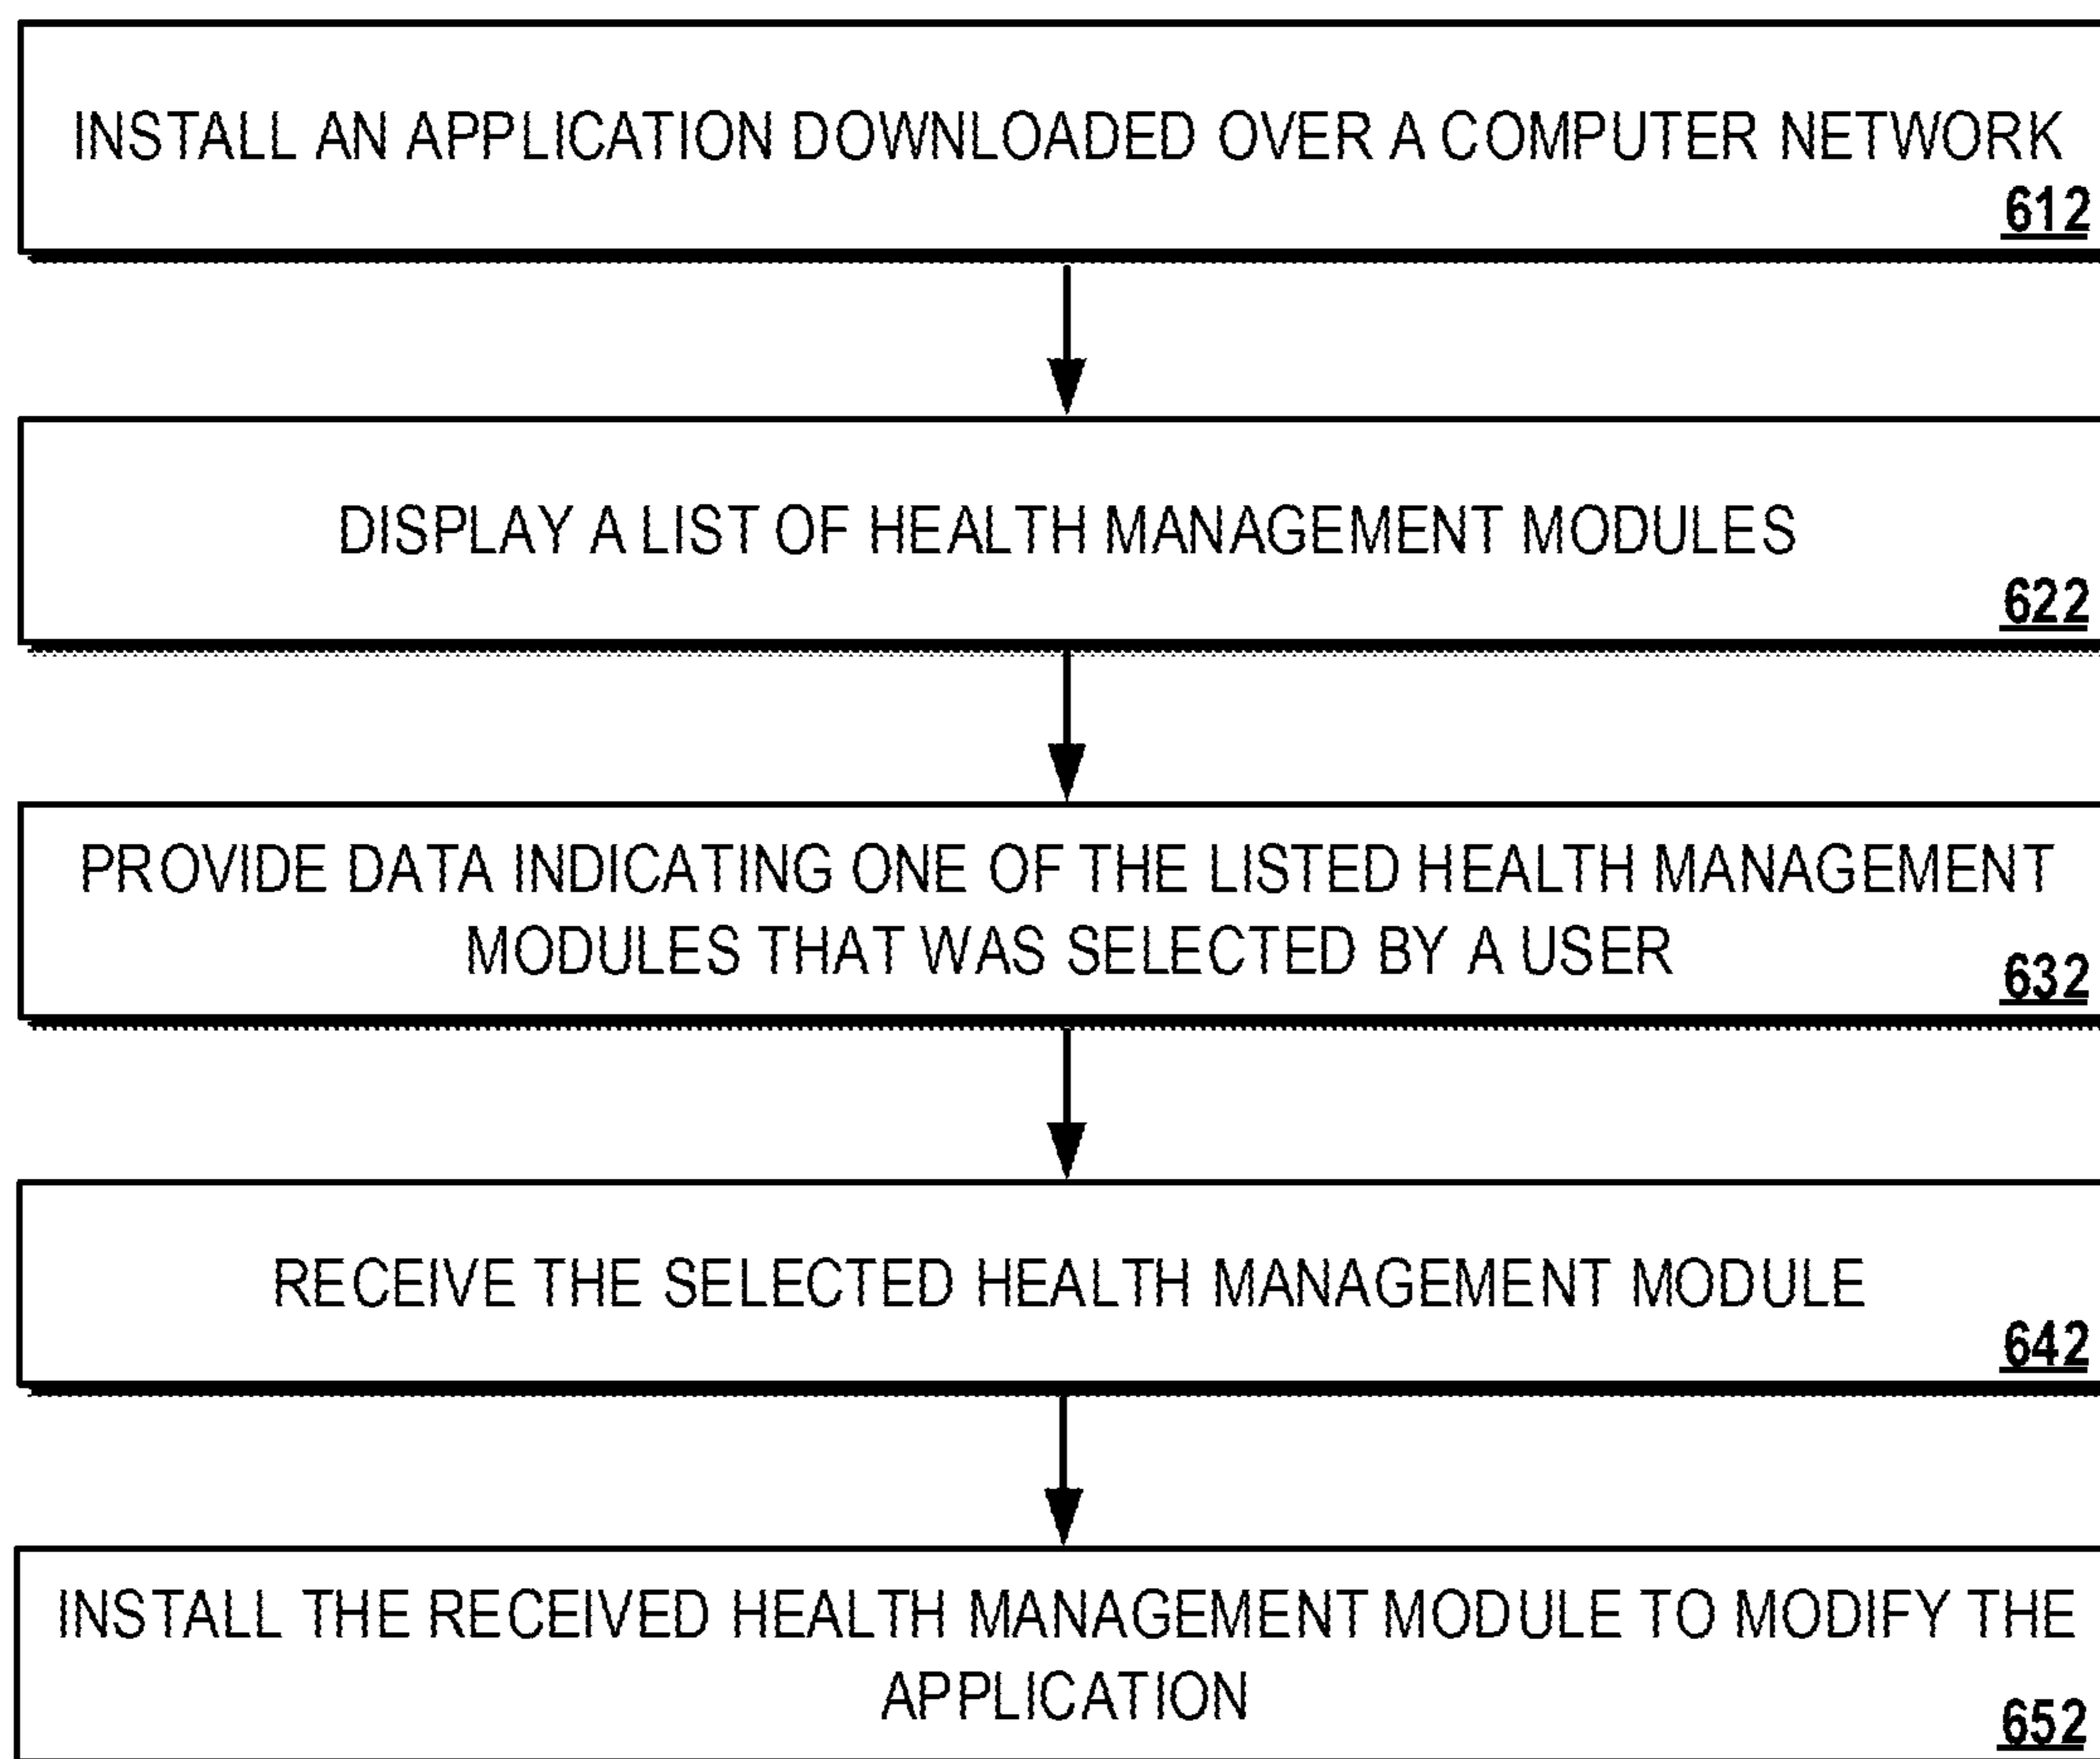 INSTALL AN APPLICATION DOWNLOADED OVER A COMPUTER NETWORK
612
DISPLAY A LIST OF HEALTH MANAGEMENT MODULES
622
PROVIDE DATA INDICATING ONE OF THE LISTED HEALTH MANAGEMENT
MODULES THAT WAS SELECTED BY A USER
632
RECEIVE THE SELECTED HEALTH MANAGEMENT MODULE
642
INSTALL THE RECEIVED HEALTH MANAGEMENT MODULE TO MODIFY THE
APPLICATION
652